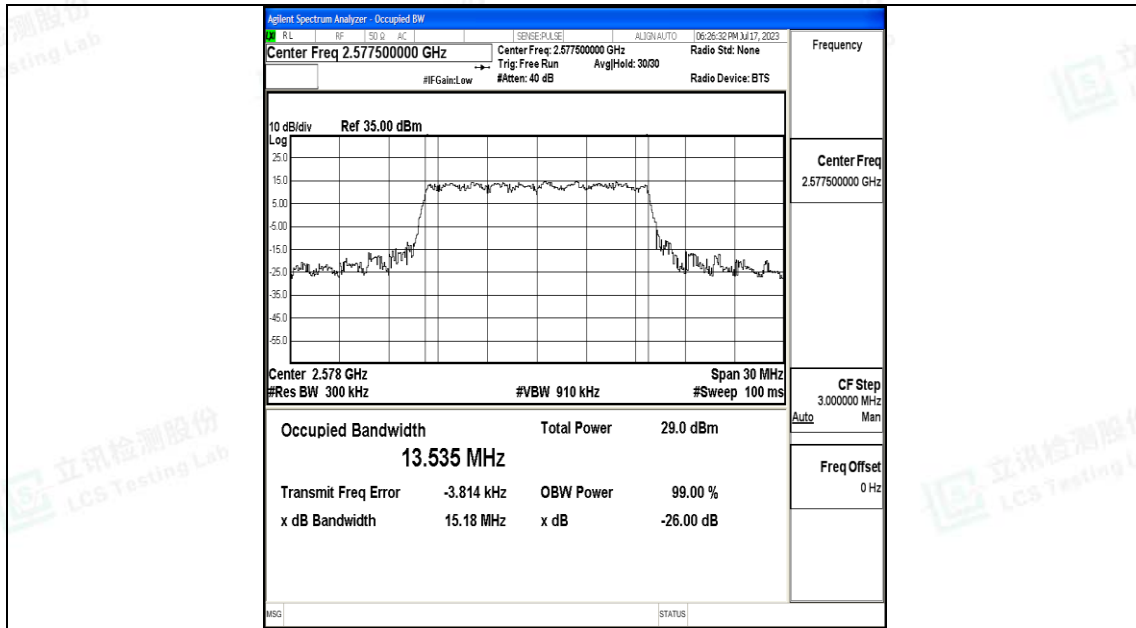 Agilent Spectrum Analyzer - Occupied BW
LXI RL RF 50 Ω AC SENSE:PULSE ALIGN AUTO 06:26:32 PM Jul 17, 2023
Center Freq 2.577500000 GHz
Center Freq: 2.577500000 GHz
Radio Std: None
Trig: Free Run Avg|Hold: 30/30
#IFGain:Low
#Atten: 40 dB
Radio Device: BTS
10 dB/div Ref 35.00 dBm
Log
25.0
15.0
5.00
-5.00
-15.0
-25.0
-35.0
-45.0
-55.0
Center 2.578 GHz Span 30 MHz
#Res BW 300 kHz #VBW 910 kHz #Sweep 100 ms
Occupied Bandwidth Total Power 29.0 dBm
13.535 MHz
Transmit Freq Error -3.814 kHz OBW Power 99.00 %
x dB Bandwidth 15.18 MHz x dB -26.00 dB
MSG STATUS
Frequency
Center Freq
2.577500000 GHz
CF Step
3.000000 MHz
Auto Man
Freq Offset
0 Hz
立讯检测股份
LCS Testing Lab